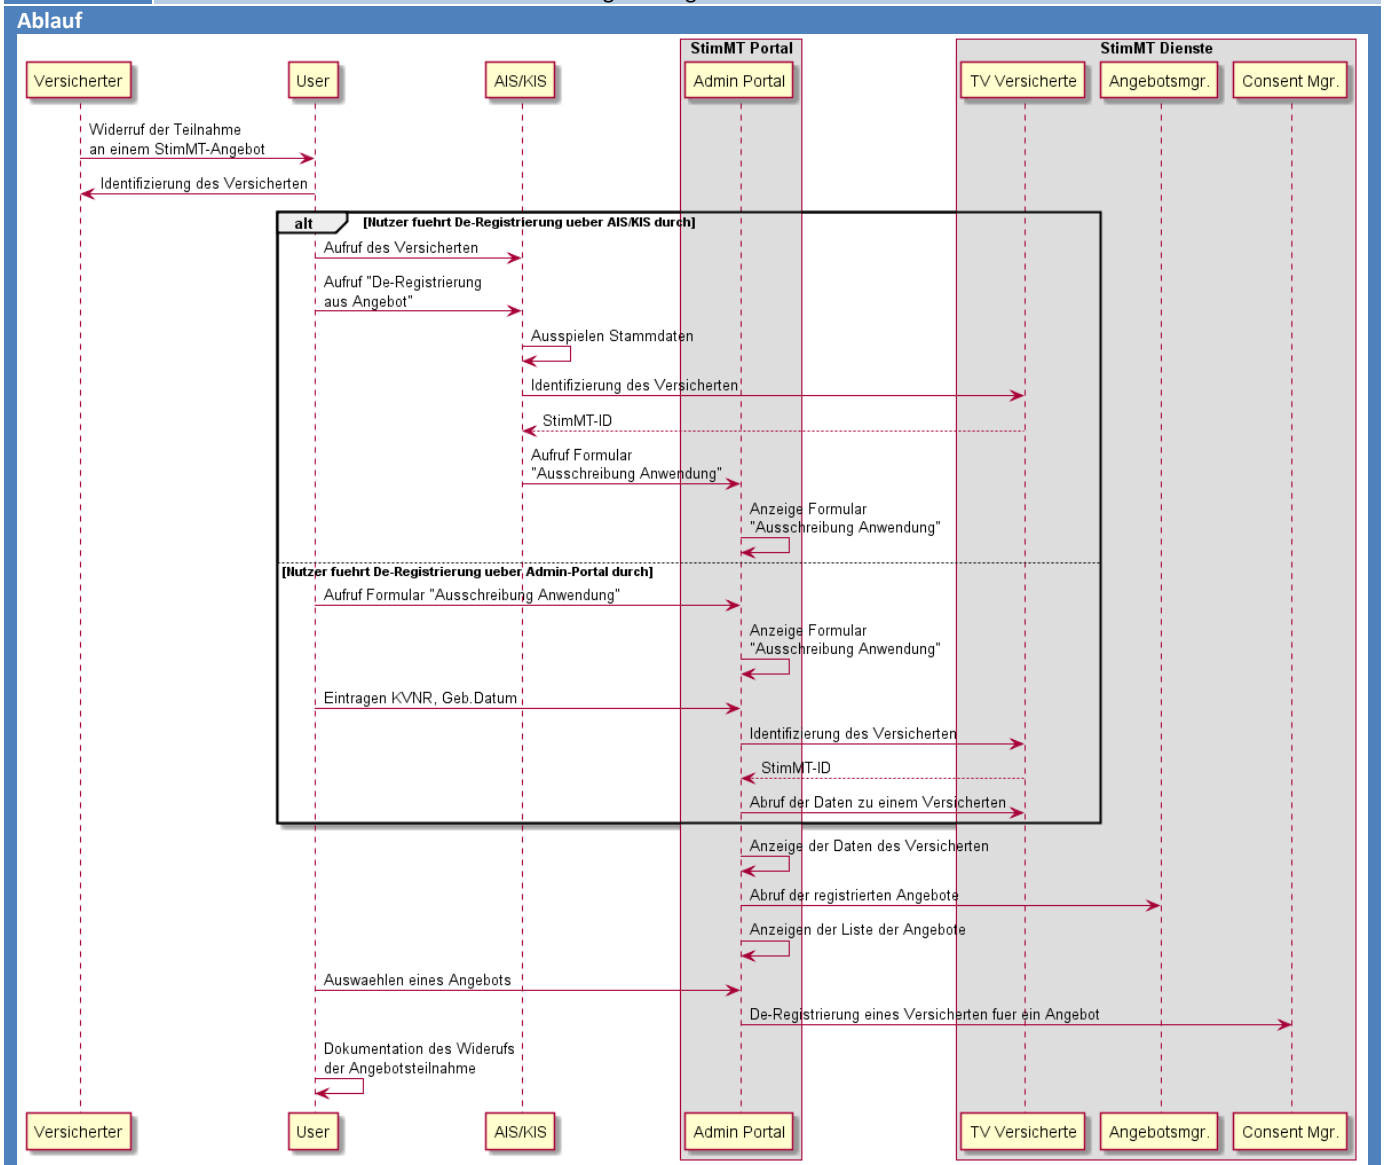 Ablauf
StimMT Portal
StimMT Dienste
Versicherter
User
AIS/KIS
Admin Portal
TV Versicherte
Angebotsmgr.
Consent Mgr.
Widerruf der Teilnahme
an einem StimMT-Angebot
Identifizierung des Versicherten
alt
[Nutzer fuehrt De-Registrierung ueber AIS/KIS durch]
Aufruf des Versicherten
Aufruf "De-Registrierung
aus Angebot"
Ausspielen Stammdaten
Identifizierung des Versicherten
StimMT-ID
Aufruf Formular
"Ausschreibung Anwendung"
Anzeige Formular
"Ausschreibung Anwendung"
[Nutzer fuehrt De-Registrierung ueber Admin-Portal durch]
Aufruf Formular "Ausschreibung Anwendung"
Anzeige Formular
"Ausschreibung Anwendung"
Eintragen KVNR, Geb.Datum
Identifizierung des Versicherten
StimMT-ID
Abruf der Daten zu einem Versicherten
Anzeige der Daten des Versicherten
Abruf der registrierten Angebote
Anzeigen der Liste der Angebote
Auswaehlen eines Angebots
De-Registrierung eines Versicherten fuer ein Angebot
Dokumentation des Widerufs
der Angebotsteilnahme
Versicherter
User
AIS/KIS
Admin Portal
TV Versicherte
Angebotsmgr.
Consent Mgr.